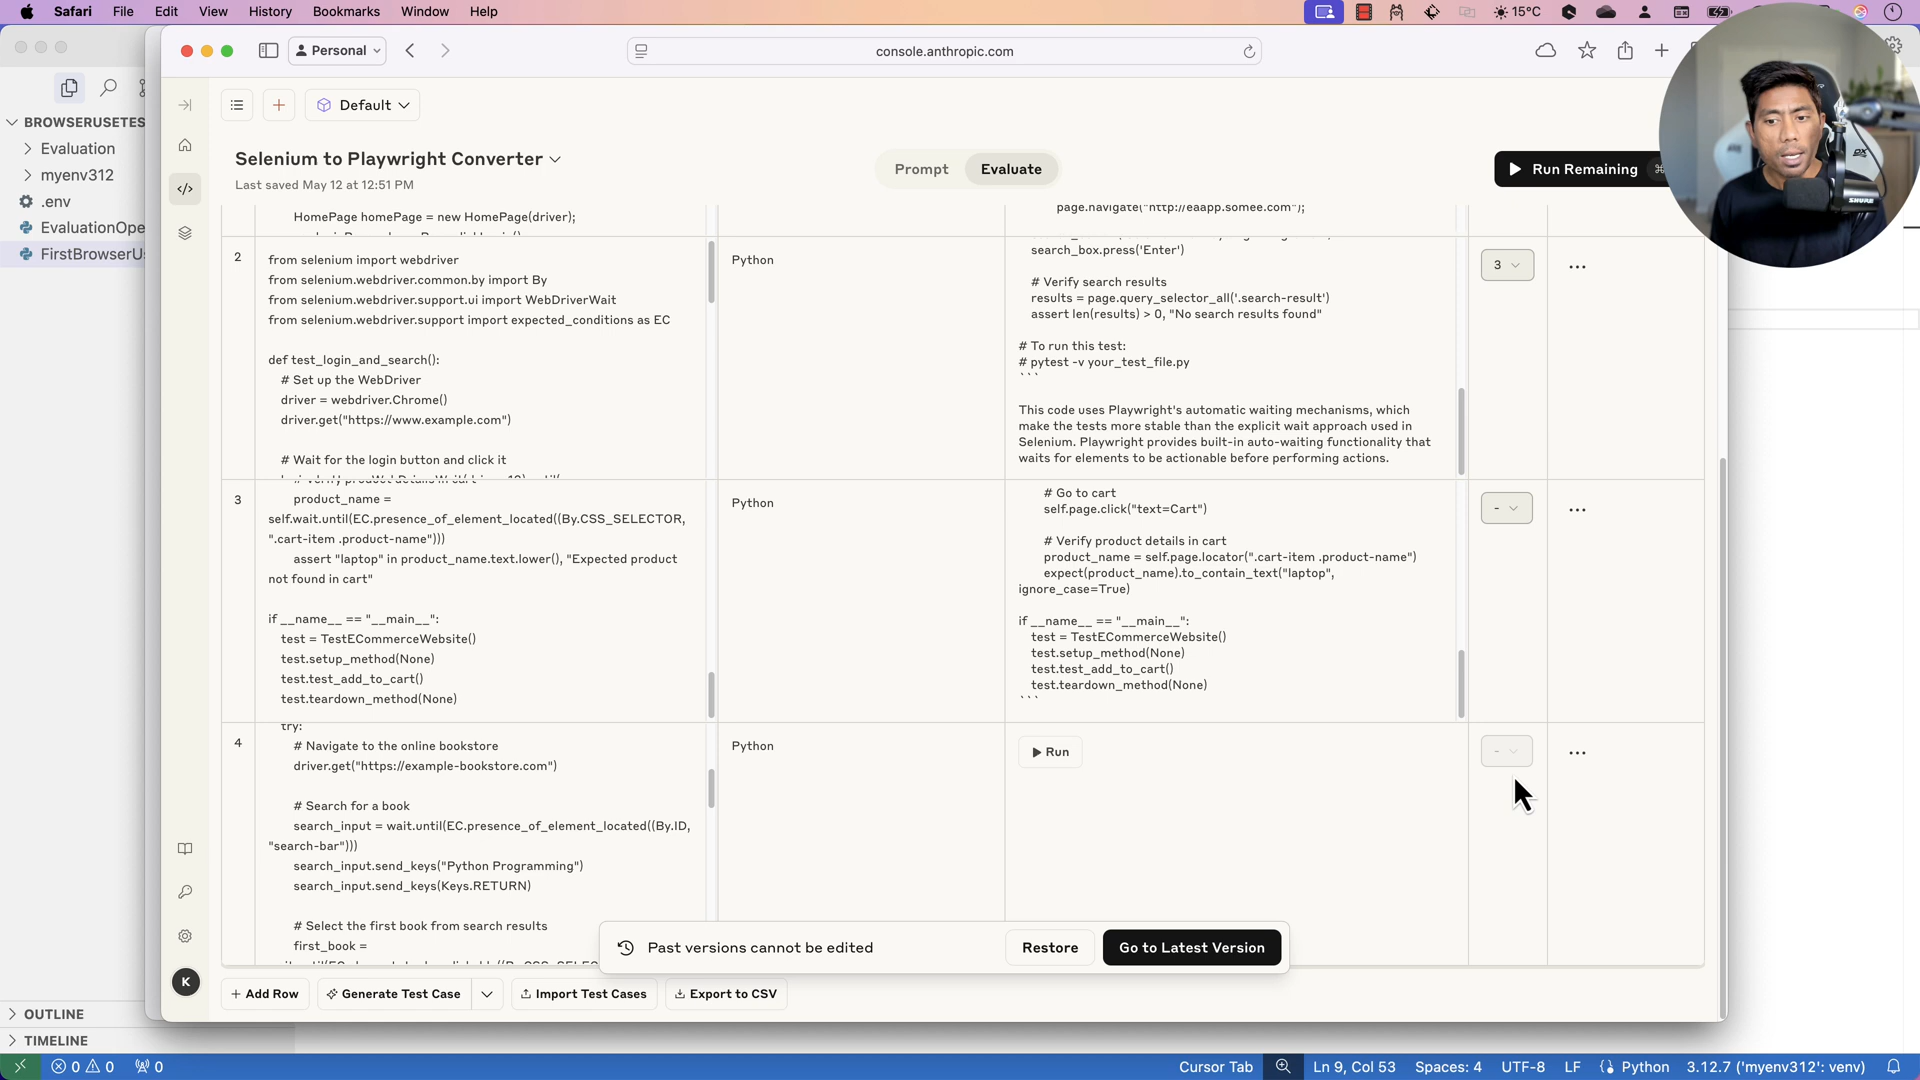 Safari File Edit View History Bookmarks Window Help
15°C
Personal
console.anthropic.com
BROWSERUSETES
Evaluation
myenv312
.env
EvaluationOpe
FirstBrowserUs
Default
Selenium to Playwright Converter
Last saved May 12 at 12:51 PM
Prompt Evaluate
Run Remaining
HomePage homePage = new HomePage(driver);
page.navigate("http://eaapp.somee.com");
2
from selenium import webdriver
from selenium.webdriver.common.by import By
from selenium.webdriver.support.ui import WebDriverWait
from selenium.webdriver.support import expected_conditions as EC
def test_login_and_search():
# Set up the WebDriver
driver = webdriver.Chrome()
driver.get("https://www.example.com")
# Wait for the login button and click it
Python
search_box.press('Enter')
# Verify search results
results = page.query_selector_all('.search-result')
assert len(results) > 0, "No search results found"
# To run this test:
# pytest -v your_test_file.py
```
This code uses Playwright's automatic waiting mechanisms, which
make the tests more stable than the explicit wait approach used in
Selenium. Playwright provides built-in auto-waiting functionality that
waits for elements to be actionable before performing actions.
3
...
3
# Verify product details in cart
product_name =
self.wait.until(EC.presence_of_element_located((By.CSS_SELECTOR,
".cart-item .product-name")))
assert "laptop" in product_name.text.lower(), "Expected product
not found in cart"
if __name__ == "__main__":
test = TestECommerceWebsite()
test.setup_method(None)
test.test_add_to_cart()
test.teardown_method(None)
Python
# Go to cart
self.page.click("text=Cart")
# Verify product details in cart
product_name = self.page.locator(".cart-item .product-name")
expect(product_name).to_contain_text("laptop",
ignore_case=True)
if __name__ == "__main__":
test = TestECommerceWebsite()
test.setup_method(None)
test.test_add_to_cart()
test.teardown_method(None)
```
-
...
4
try:
# Navigate to the online bookstore
driver.get("https://example-bookstore.com")
# Search for a book
search_input = wait.until(EC.presence_of_element_located((By.ID,
"search-bar")))
search_input.send_keys("Python Programming")
search_input.send_keys(Keys.RETURN)
# Select the first book from search results
first_book =
Python
Run
-
...
Past versions cannot be edited
Restore
Go to Latest Version
K
Add Row
Generate Test Case
Import Test Cases
Export to CSV
OUTLINE
TIMELINE
0 0 0
Cursor Tab
Ln 9, Col 53
Spaces: 4
UTF-8
LF
Python
3.12.7 ('myenv312': venv)
SHURE